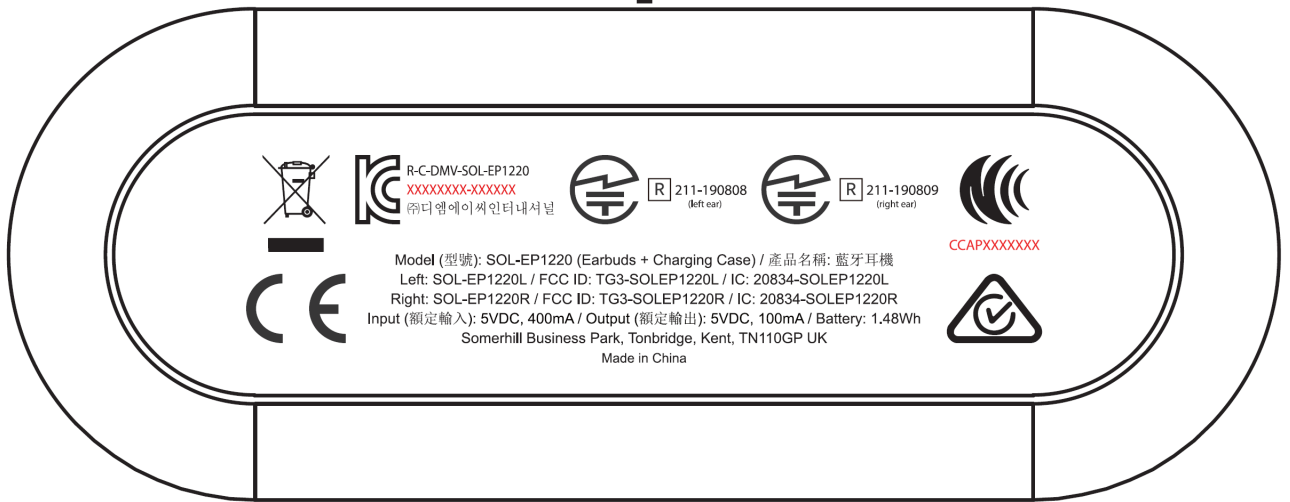 R-C-DMV-SOL-EP1220
XXXXXXXX-XXXXXX
㈜디엠에이씨인터내셔널
R 211-190808
(left ear)
R 211-190809
(right ear)
CCAPXXXXXXX
Model (型號): SOL-EP1220 (Earbuds + Charging Case) / 產品名稱: 藍牙耳機
Left: SOL-EP1220L / FCC ID: TG3-SOLEP1220L / IC: 20834-SOLEP1220L
Right: SOL-EP1220R / FCC ID: TG3-SOLEP1220R / IC: 20834-SOLEP1220R
Input (額定輸入): 5VDC, 400mA / Output (額定輸出): 5VDC, 100mA / Battery: 1.48Wh
Somerhill Business Park, Tonbridge, Kent, TN110GP UK
Made in China
CE